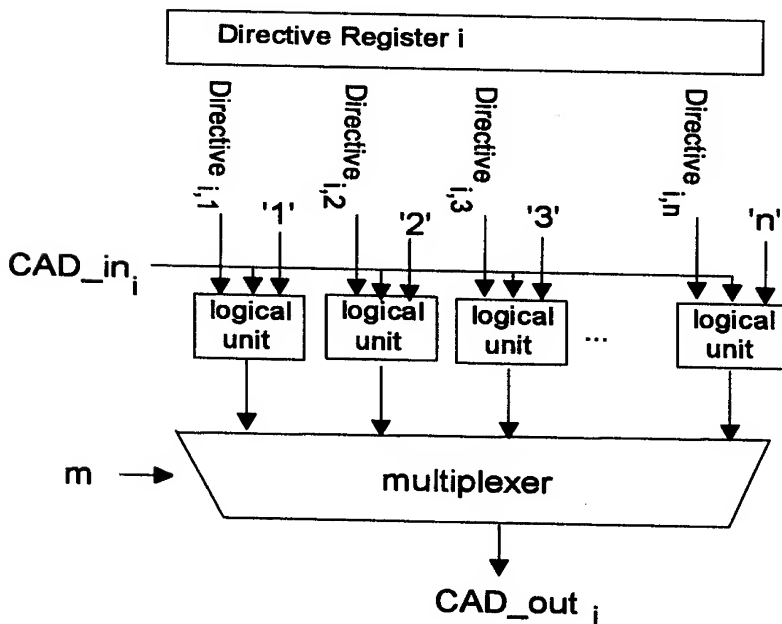 Directive Register i
Directive i,1
'1'
Directive i,2
'2'
Directive i,3
'3'
Directive i,n
'n'
CAD_in i
logical unit
logical unit
logical unit
...
logical unit
m
multiplexer
CAD_out i